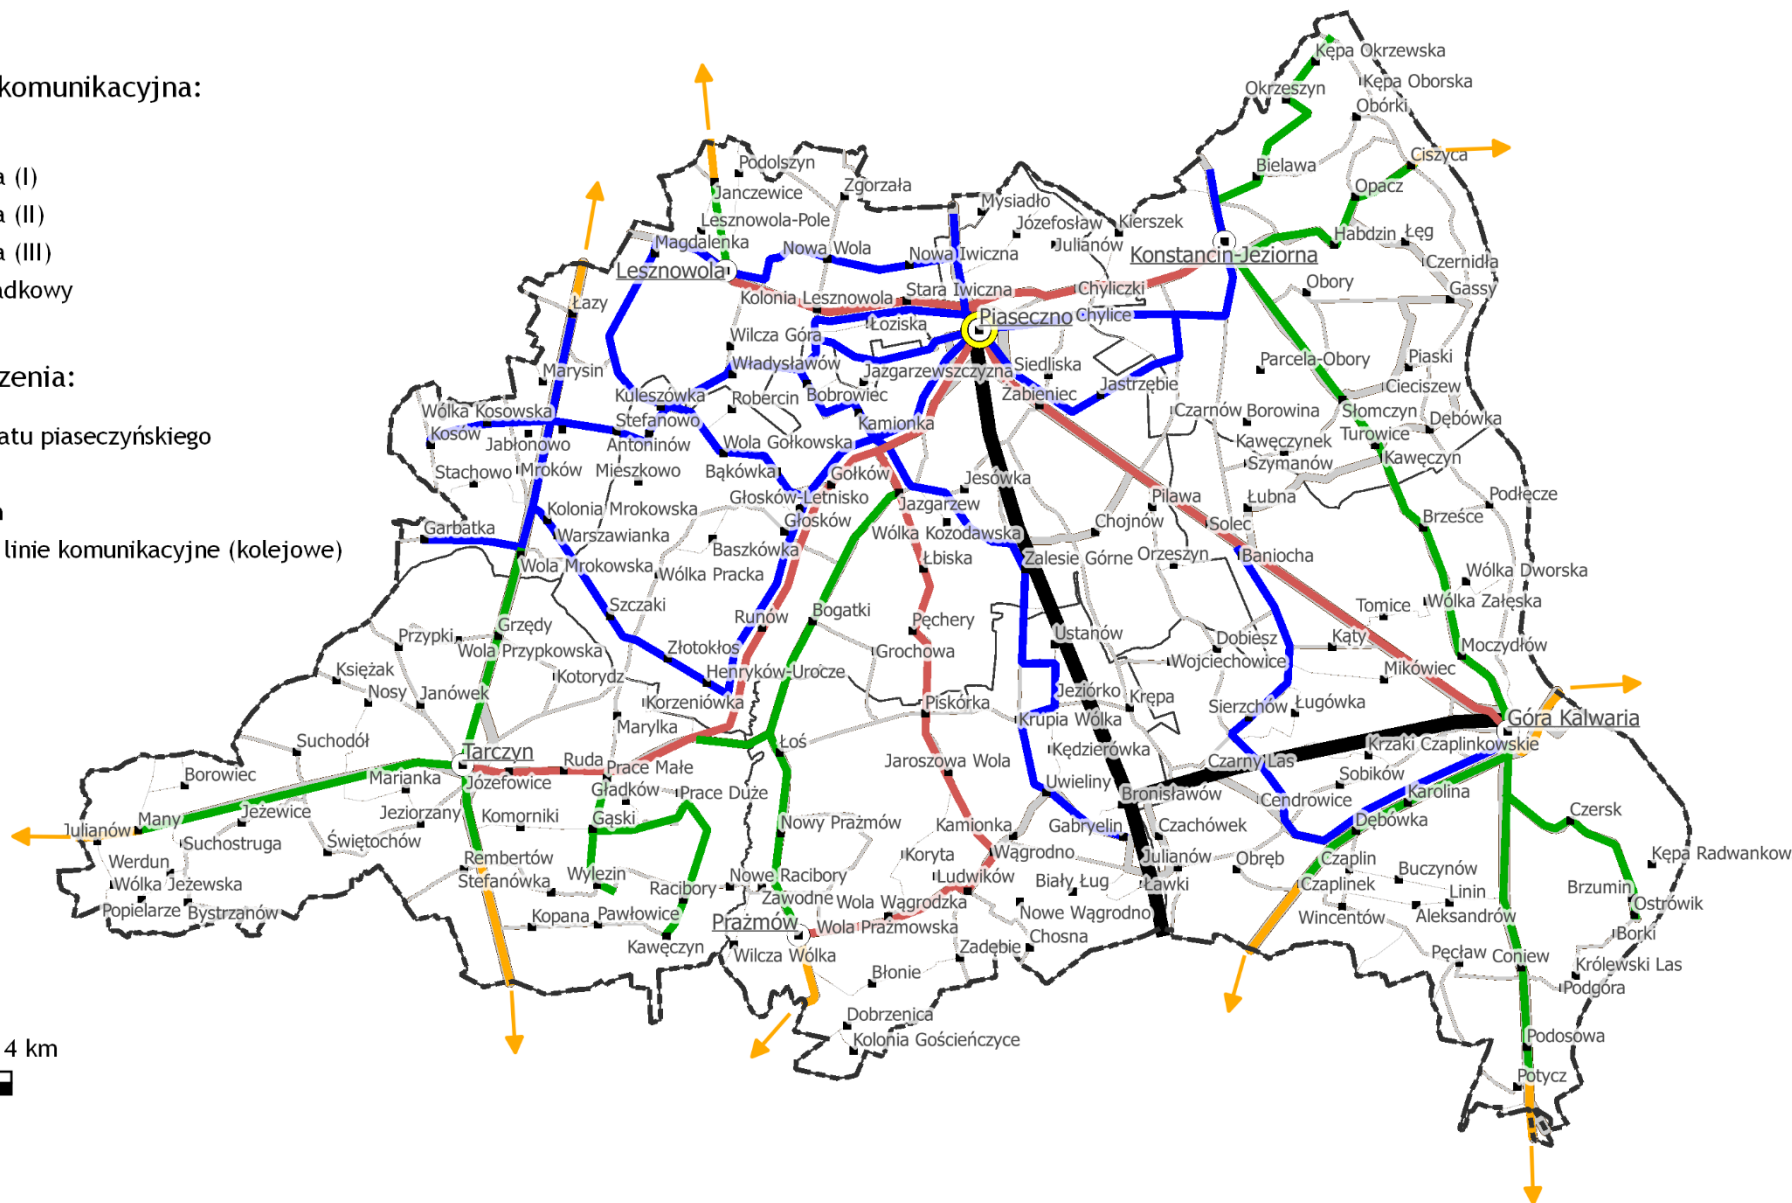 komunikacyjna:
a (I)
a (II)
a (III)
adkowy
zenia:
atu piaseczyńskiego
n
linie komunikacyjne (kolejowe)
4 km
Kępa Okrzewska
Okrzeszyn
Kępa Oborska
Obórki
Ciszyca
Bielawa
Opacz
Podolszyn
Janczewice
Zgorzała
Lesznowola-Pole
Mysiadło
Józefosław
Kierszek
Julianów
Habdzin
Łęg
Magdalenka
Nowa Wola
Nowa Iwiczna
Konstancin-Jeziorna
Czernidła
Lesznowola
Obory
Gassy
Kolonia Lesznowola
Stara Iwiczna
Chyliczki
Łazy
Łoziska
Piaseczno
Chylice
Wilcza Góra
Marysin
Władysławów
Jazgarzewszczyzna
Siedliska
Parcela-Obory
Piaski
Kuleszówka
Robercin
Bobrowiec
Żabieniec
Jastrzębie
Cieciszew
Wólka Kosowska
Kosów
Jabłonowo
Stefanowo
Antoninów
Wola Gołkowska
Kamionka
Czarnów
Borowina
Słomczyn
Dębówka
Turowice
Kawęczynek
Stachowo
Mroków
Mieszkowo
Bąkówka
Gołków
Szymanów
Kawęczyn
Głosków-Letnisko
Jesówka
Pilawa
Łubna
Podłęcze
Kolonia Mrokowska
Głosków
Jazgarzew
Chojnów
Solec
Brześce
Garbatka
Warszawianka
Baszkówka
Wólka Kozodawska
Wola Mrokowska
Wólka Pracka
Łbiska
Zalesie Górne
Orzeszyn
Baniocha
Wólka Dworska
Szczaki
Bogatki
Tomice
Wólka Załęska
Grzędy
Runów
Pęchery
Przypki
Wola Przypkowska
Złotokłos
Grochowa
Ustanów
Dobiesz
Kąty
Moczydłów
Księżak
Nosy
Janówek
Kotorydz
Henryków-Urocze
Wojciechowice
Mikówiec
Korzeniówka
Jeziórko
Krępa
Sierzchów
Ługówka
Marylka
Piskórka
Krupia Wólka
Góra Kalwaria
Suchodół
Tarczyn
Łoś
Kędzierówka
Krzaki Czaplinkowskie
Borowiec
Marianka
Józefowice
Ruda
Prace Małe
Jaroszowa Wola
Czarny Las
Gładków
Prace Duże
Uwieliny
Bronisławów
Sobików
Cendrowice
Karolina
Many
Jeżewice
Jeziorzany
Komorniki
Gąski
Nowy Prażmów
Kamionka
Gabryelin
Czachówek
Dębówka
Czersk
Julianów
Suchostruga
Świętochów
Werdun
Rembertów
Koryta
Wągrodno
Julianów
Obręb
Czaplin
Kępa Radwankow
Wólka Jeżewska
Stefanówka
Wylezin
Racibory
Nowe Racibory
Ludwików
Biały Ług
Ławki
Czaplinek
Buczynów
Linin
Brzumin
Popielarze
Bystrzanów
Zawodne
Wola Wągrodzka
Nowe Wągrodno
Wincentów
Aleksandrów
Ostrówik
Kopana
Pawłowice
Prażmów
Wola Prażmowska
Chosna
Borki
Kawęczyn
Wilcza Wólka
Zadębie
Pęcław
Coniew
Błonie
Królewski Las
Podgóra
Dobrzenica
Kolonia Gościeńczyce
Podosowa
Potycz